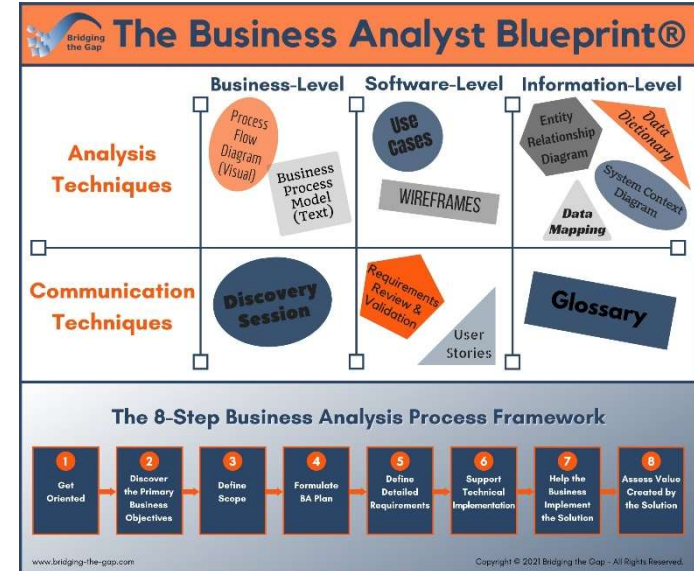 Bridging
the Gap
The Business Analyst Blueprint®
Business-Level
Software-Level
Information-Level
Analysis
Techniques
Process
Flow
Diagram
(Visual)
Business
Process
Model
(Text)
Use
Cases
WIREFRAMES
Entity
Relationship
Diagram
Data
Dictionary
System Context
Diagram
Data
Mapping
Communication
Techniques
Discovery
Session
Requirements
Review &
Validation
User
Stories
Glossary
The 8-Step Business Analysis Process Framework
1
Get
Oriented
2
Discover
the Primary
Business
Objectives
3
Define
Scope
4
Formulate
BA Plan
5
Define
Detailed
Requirements
6
Support
Technical
Implementation
7
Help the
Business
Implement
the Solution
8
Assess Value
Created by
the Solution
www.bridging-the-gap.com
Copyright © 2021 Bridging the Gap - All Rights Reserved.